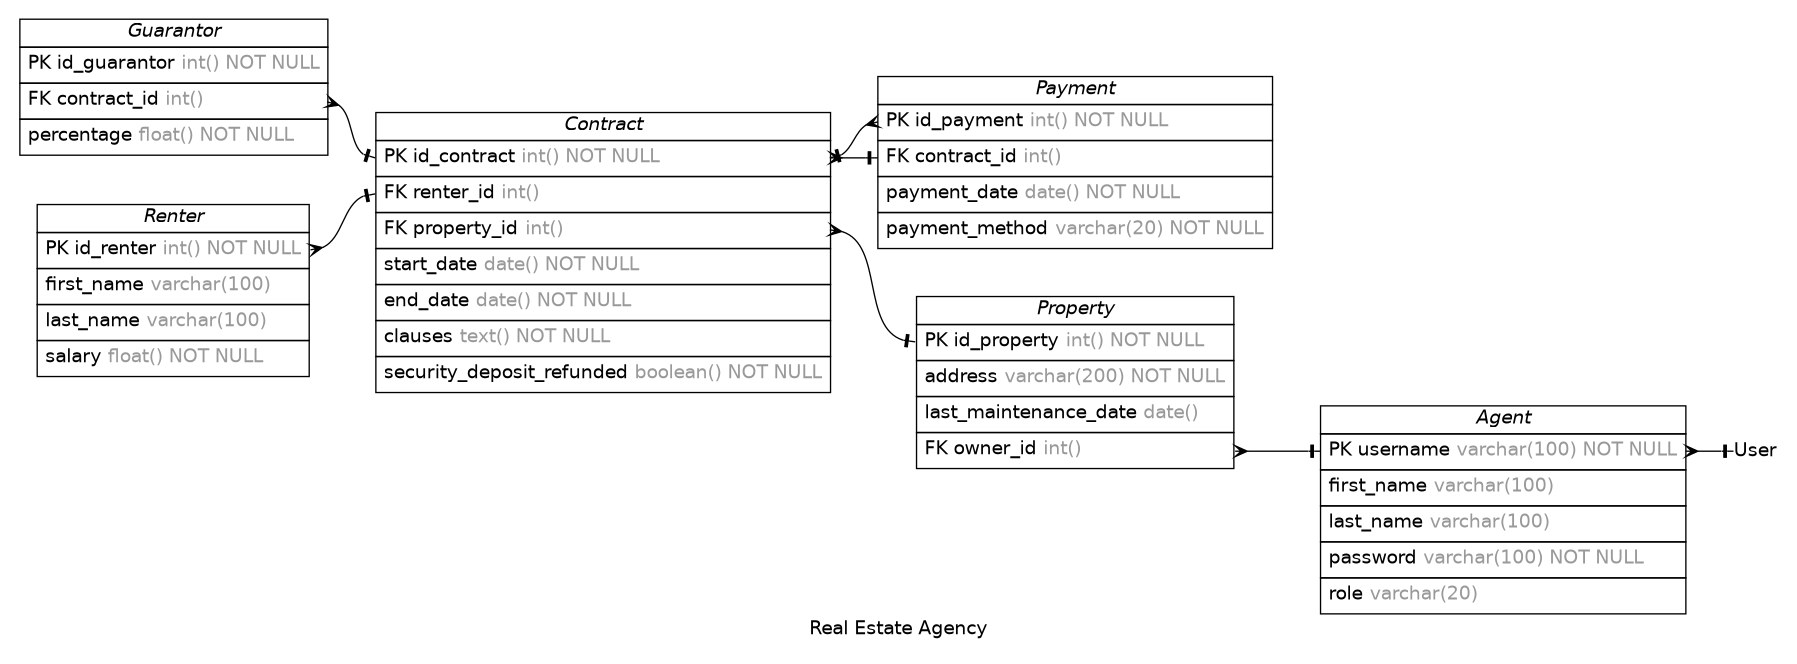 Guarantor
PK id_guarantor int() NOT NULL
FK contract_id int()
percentage float() NOT NULL
Renter
PK id_renter int() NOT NULL
first_name varchar(100)
last_name varchar(100)
salary float() NOT NULL
Contract
PK id_contract int() NOT NULL
FK renter_id int()
FK property_id int()
start_date date() NOT NULL
end_date date() NOT NULL
clauses text() NOT NULL
security_deposit_refunded boolean() NOT NULL
Payment
PK id_payment int() NOT NULL
FK contract_id int()
payment_date date() NOT NULL
payment_method varchar(20) NOT NULL
Property
PK id_property int() NOT NULL
address varchar(200) NOT NULL
last_maintenance_date date()
FK owner_id int()
Agent
PK username varchar(100) NOT NULL
first_name varchar(100)
last_name varchar(100)
password varchar(100) NOT NULL
role varchar(20)
User
Real Estate Agency